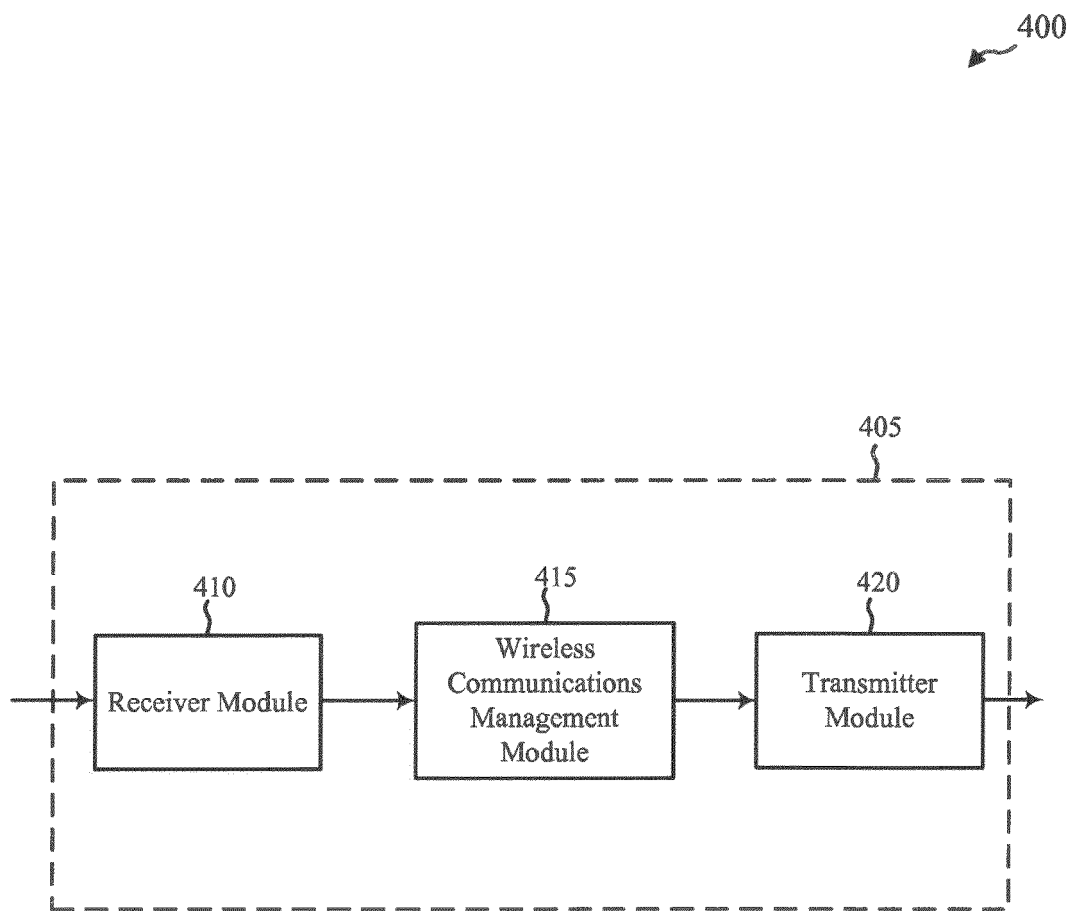 400
405
410
415
420
Receiver Module
Wireless
Communications
Management
Module
Transmitter
Module